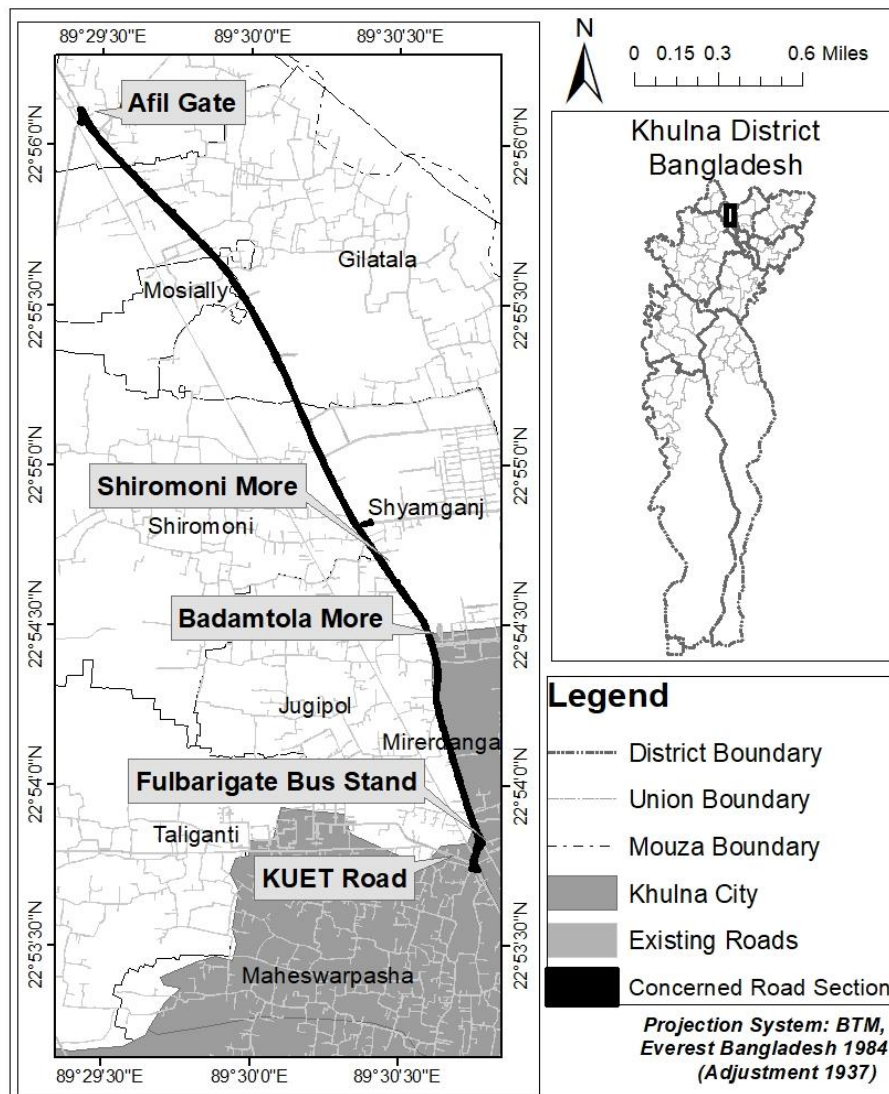 89°29'30"E 89°30'0"E 89°30'30"E
N
0 0.15 0.3 0.6 Miles
Afil Gate
22°56'0"N
22°56'0"N
Khulna District
Bangladesh
Gilatala
Mosially
22°55'30"N
22°55'30"N
22°55'0"N
22°55'0"N
Shiromoni More
Shyamganj
Shiromoni
Badamtola More
22°54'30"N
22°54'30"N
Jugipol
Mirerdanga
Fulbarigate Bus Stand
22°54'0"N
22°54'0"N
Taliganti
KUET Road
22°53'30"N
22°53'30"N
Maheswarpasha
89°29'30"E 89°30'0"E 89°30'30"E
Legend
District Boundary
Union Boundary
Mouza Boundary
Khulna City
Existing Roads
Concerned Road Section
Projection System: BTM,
Everest Bangladesh 1984
(Adjustment 1937)